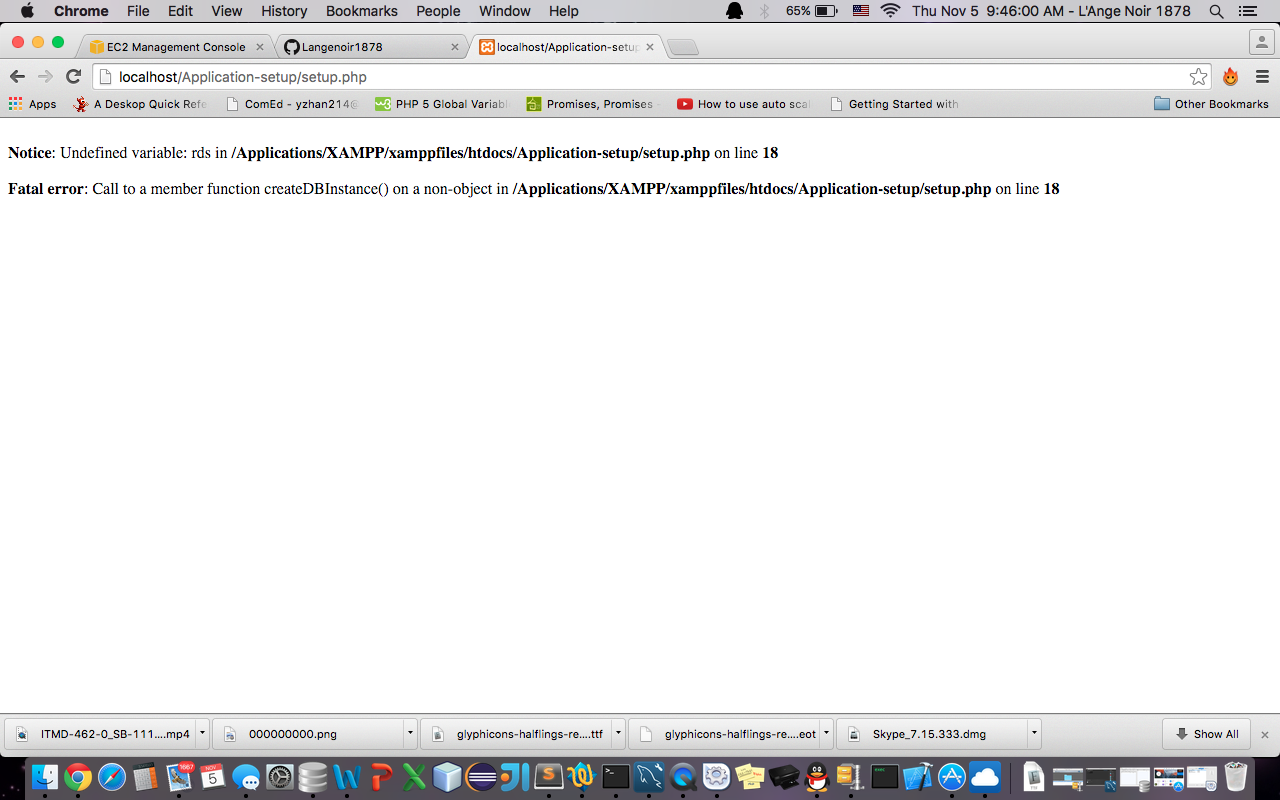 Chrome File Edit View History Bookmarks People Window Help 65% Thu Nov 5 9:46:00 AM - L'Ange Noir 1878
EC2 Management Console Langenoir1878 localhost/Application-setup
localhost/Application-setup/setup.php
Apps A Deskop Quick Refe ComEd - yzhan214@ PHP 5 Global Variabl Promises, Promises - How to use auto scal Getting Started with Other Bookmarks
Notice: Undefined variable: rds in /Applications/XAMPP/xamppfiles/htdocs/Application-setup/setup.php on line 18
Fatal error: Call to a member function createDBInstance() on a non-object in /Applications/XAMPP/xamppfiles/htdocs/Application-setup/setup.php on line 18
ITMD-462-0_SB-111....mp4 000000000.png glyphicons-halflings-re....ttf glyphicons-halflings-re....eot Skype_7.15.333.dmg Show All
NOV
5